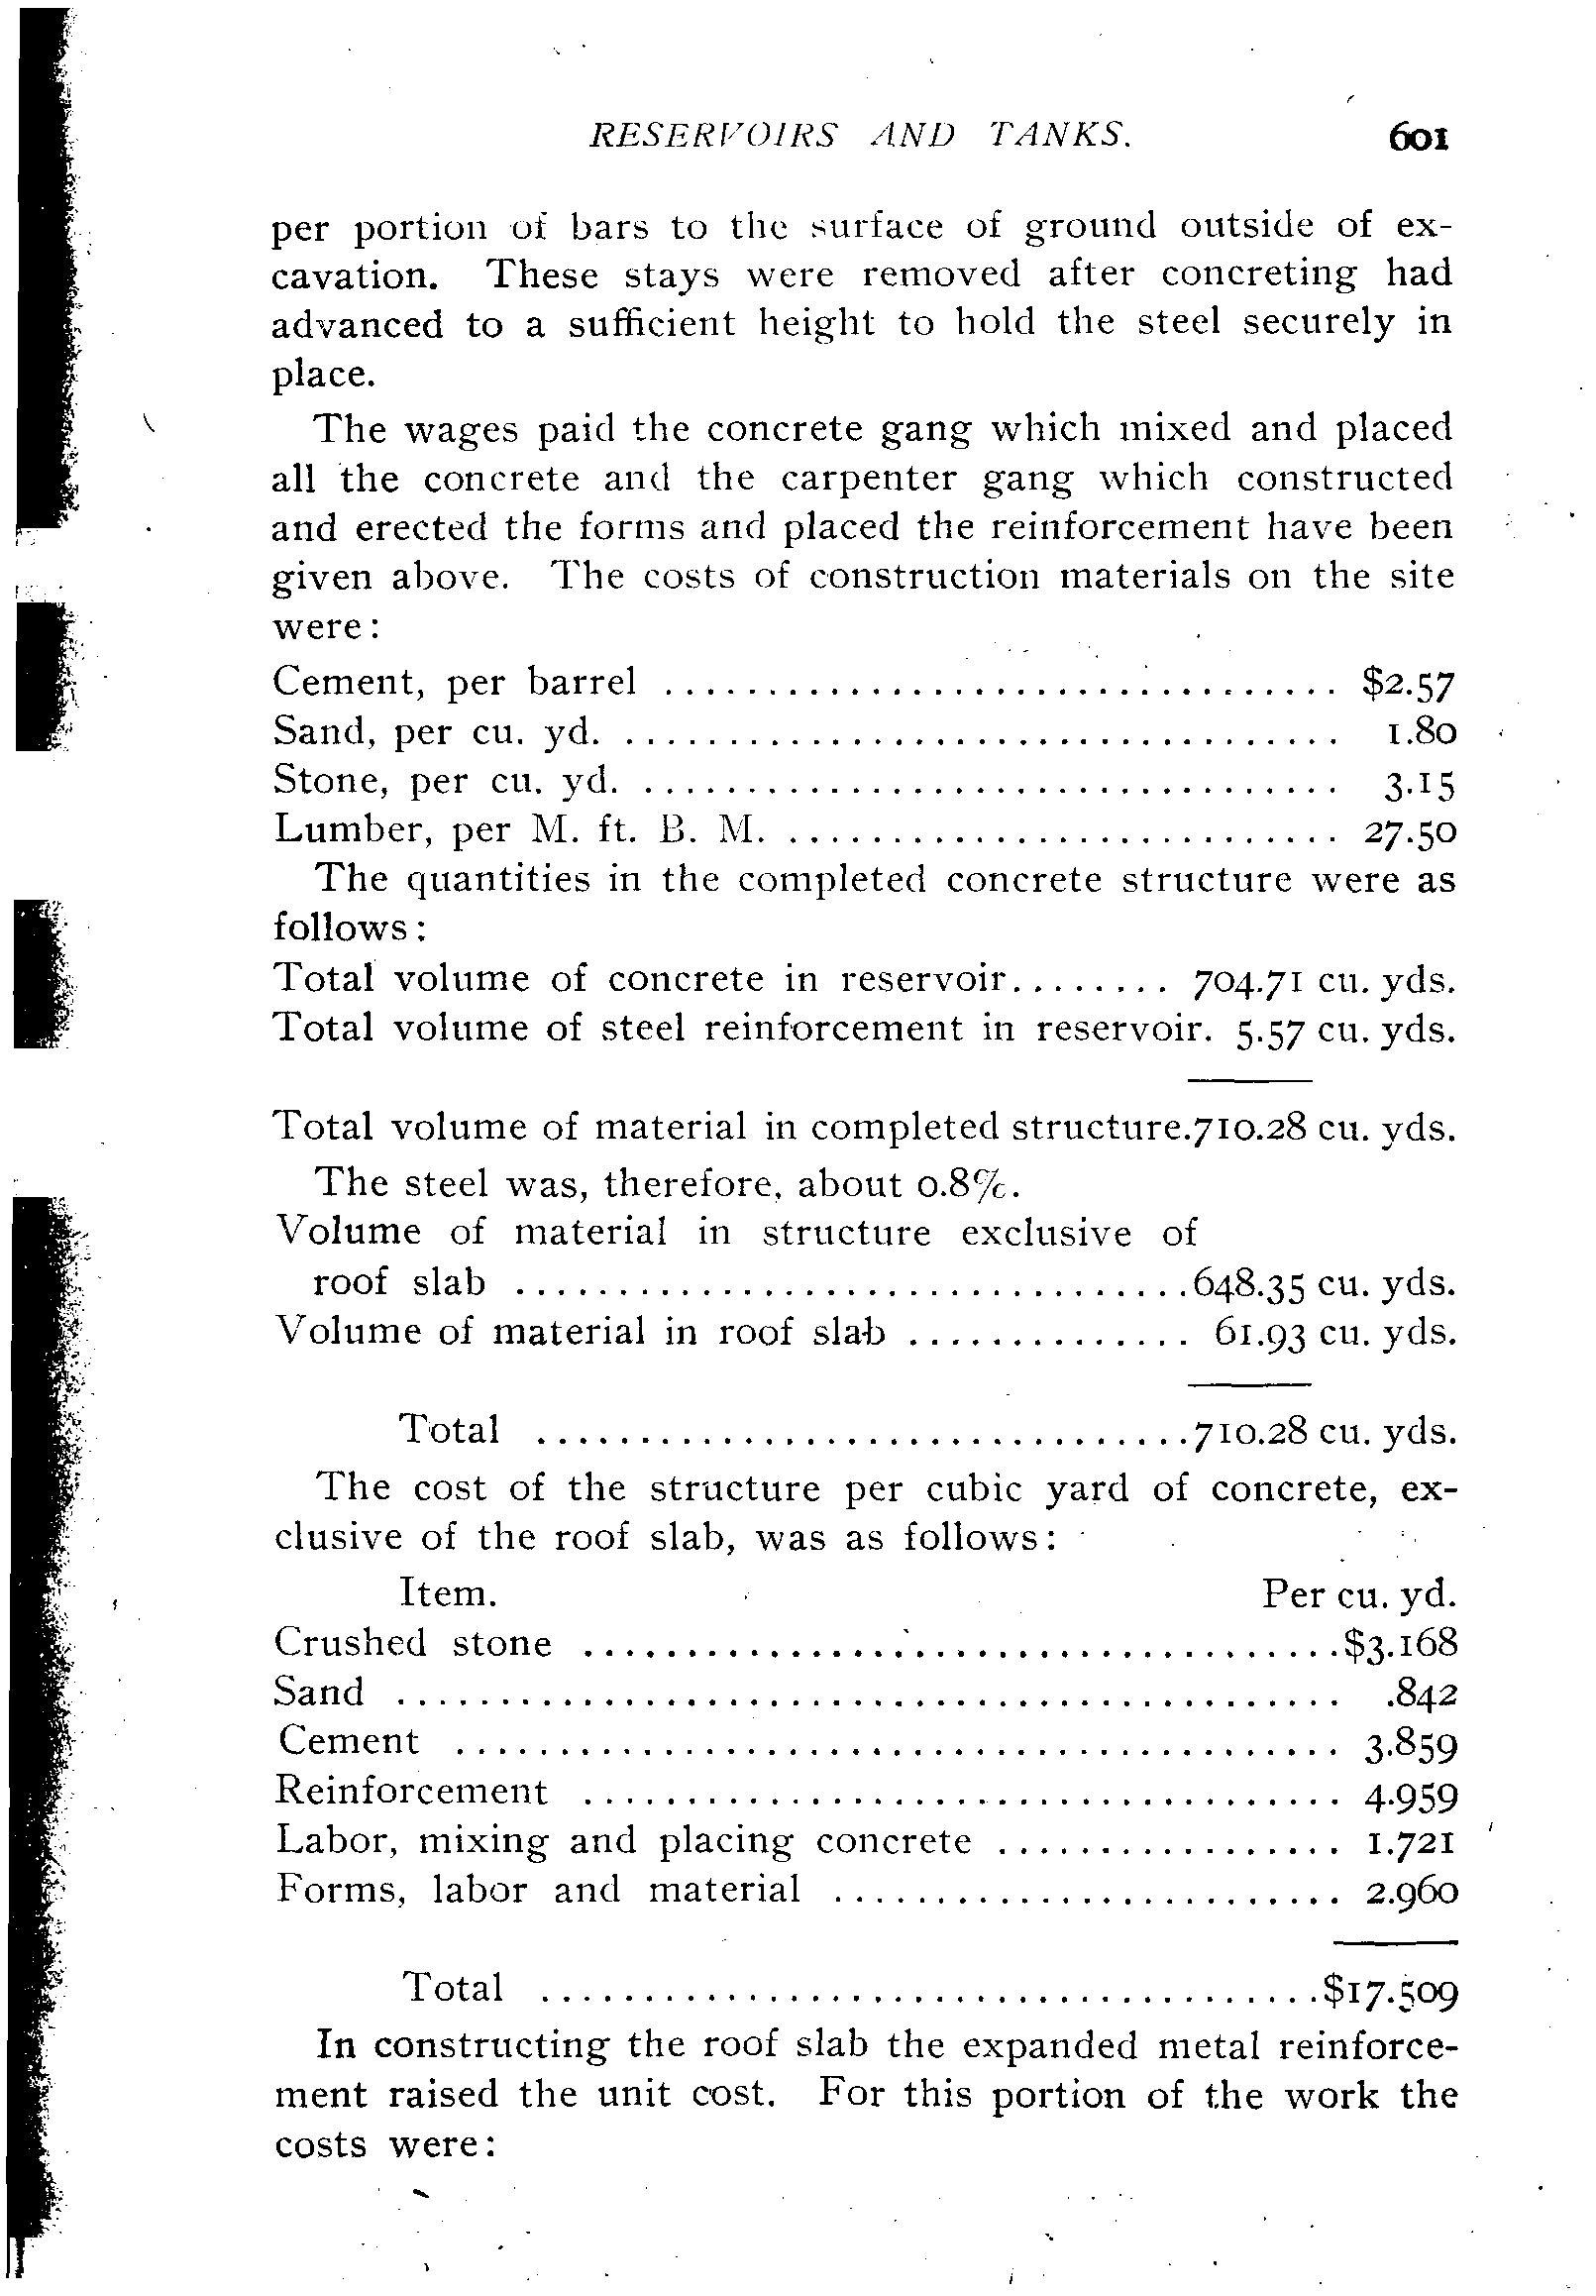 RESERVOIRS AND TANKS. 601
per portion of bars to the surface of ground outside of ex-
cavation. These stays were removed after concreting had
advanced to a sufficient height to hold the steel securely in
place.
The wages paid the concrete gang which mixed and placed
all the concrete and the carpenter gang which constructed
and erected the forms and placed the reinforcement have been
given above. The costs of construction materials on the site
were:
Cement, per barrel ................................. $2.57
Sand, per cu. yd. ................................... 1.80
Stone, per cu. yd. .................................. 3.15
Lumber, per M. ft. B. M. ........................... 27.50
The quantities in the completed concrete structure were as
follows:
Total volume of concrete in reservoir........ 704.71 cu. yds.
Total volume of steel reinforcement in reservoir. 5.57 cu. yds.
Total volume of material in completed structure.710.28 cu. yds.
The steel was, therefore, about 0.8%.
Volume of material in structure exclusive of
roof slab .................................648.35 cu. yds.
Volume of material in roof slab .............. 61.93 cu. yds.
Total ................................710.28 cu. yds.
The cost of the structure per cubic yard of concrete, ex-
clusive of the roof slab, was as follows:
Item. Per cu. yd.
Crushed stone .....................................$3.168
Sand .............................................. .842
Cement ........................................... 3.859
Reinforcement ..................................... 4.959
Labor, mixing and placing concrete ................. 1.721
Forms, labor and material ......................... 2.960
Total ......................................$17.509
In constructing the roof slab the expanded metal reinforce-
ment raised the unit cost. For this portion of the work the
costs were: